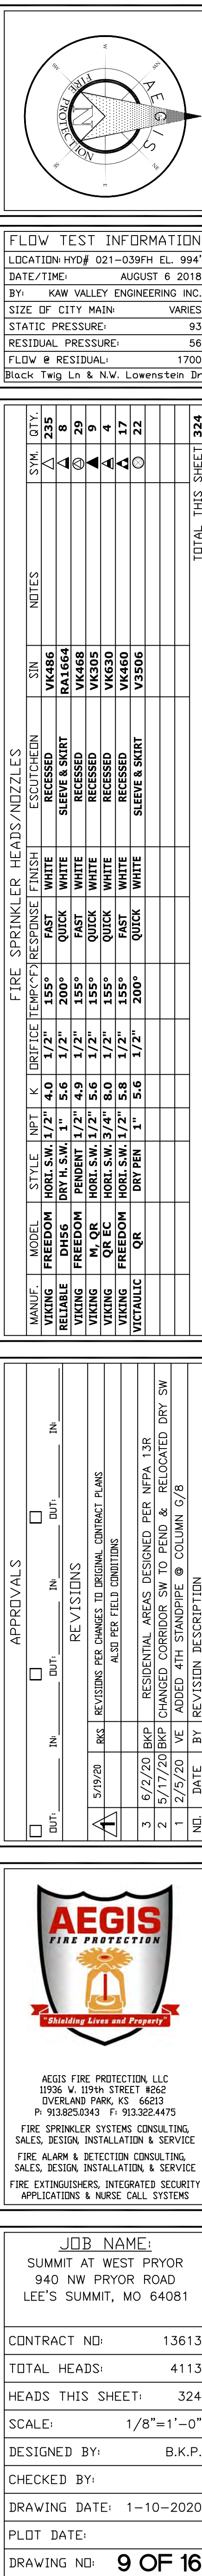 N
NW
W
SW
S
SE
E
NE
AEGIS
FIRE PROTECTION
FLOW TEST INFORMATION
LOCATION: HYD# 021-039FH EL. 994'
DATE/TIME: AUGUST 6 2018
BY: KAW VALLEY ENGINEERING INC.
SIZE OF CITY MAIN: VARIES
STATIC PRESSURE: 93
RESIDUAL PRESSURE: 56
FLOW @ RESIDUAL: 1700
Black Twig Ln & N.W. Lowenstein Dr
FIRE SPRINKLER HEADS/NOZZLES
MANUF. MODEL STYLE NPT K ORIFICE TEMP(°F) RESPONSE FINISH ESCUTCHEON SIN NOTES SYM. QTY.
VIKING FREEDOM HORI. S.W. 1/2" 4.0 1/2" 155° FAST WHITE RECESSED VK486 235
RELIABLE DH56 DRY H. S.W. 1" 5.6 1/2" 200° QUICK WHITE SLEEVE & SKIRT RA1664 8
VIKING FREEDOM PENDENT 1/2" 4.9 1/2" 155° FAST WHITE RECESSED VK468 29
VIKING M, QR HORI. S.W. 1/2" 5.6 1/2" 155° QUICK WHITE RECESSED VK305 9
VIKING QR EC HORI. S.W. 3/4" 8.0 1/2" 155° QUICK WHITE RECESSED VK630 4
VIKING FREEDOM HORI. S.W. 1/2" 5.8 1/2" 155° FAST WHITE RECESSED VK460 17
VICTAULIC QR DRY PEN 1" 5.6 1/2" 200° QUICK WHITE SLEEVE & SKIRT V3506 22
TOTAL THIS SHEET 324
APPROVALS
OUT: IN: OUT: IN: OUT: IN:
REVISIONS
1 5/19/20 RKS REVISIONS PER CHANGES TO ORIGINAL CONTRACT PLANS
ALSO PER FIELD CONDITIONS
3 6/2/20 BKP RESIDENTIAL AREAS DESIGNED PER NFPA 13R
2 5/17/20 BKP CHANGED CORRIDOR SW TO PEND & RELOCATED DRY SW
1 2/5/20 VE ADDED 4TH STANDPIPE @ COLUMN G/8
NO. DATE BY REVISION DESCRIPTION
AEGIS
FIRE PROTECTION
"Shielding Lives and Property"
AEGIS FIRE PROTECTION, LLC
11936 W. 119th STREET #262
OVERLAND PARK, KS 66213
P: 913.825.0343 F: 913.322.4475
FIRE SPRINKLER SYSTEMS CONSULTING,
SALES, DESIGN, INSTALLATION & SERVICE
FIRE ALARM & DETECTION CONSULTING,
SALES, DESIGN, INSTALLATION, & SERVICE
FIRE EXTINGUISHERS, INTEGRATED SECURITY
APPLICATIONS & NURSE CALL SYSTEMS
JOB NAME:
SUMMIT AT WEST PRYOR
940 NW PRYOR ROAD
LEE'S SUMMIT, MO 64081
CONTRACT NO: 13613
TOTAL HEADS: 4113
HEADS THIS SHEET: 324
SCALE: 1/8"=1'-0"
DESIGNED BY: B.K.P.
CHECKED BY:
DRAWING DATE: 1-10-2020
PLOT DATE:
DRAWING NO: 9 OF 16